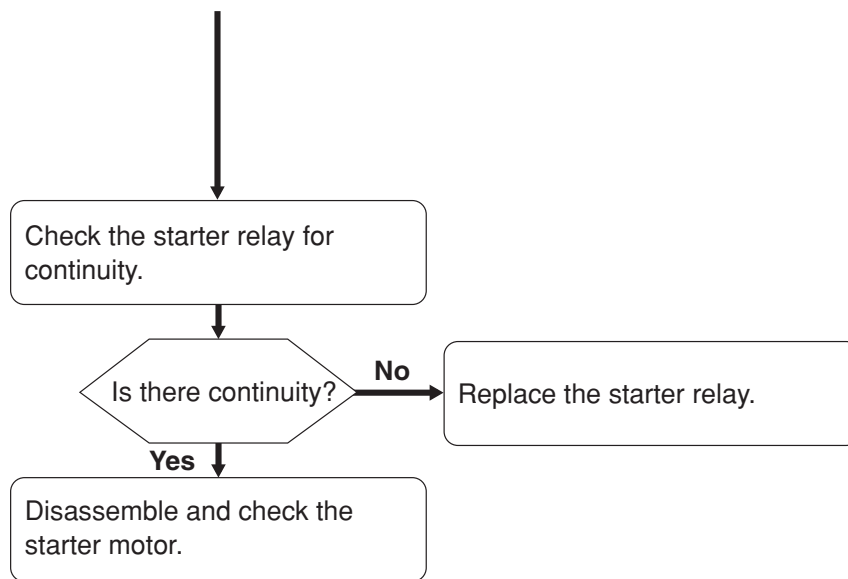 Check the starter relay for
continuity.
Is there continuity?
No
Replace the starter relay.
Yes
Disassemble and check the
starter motor.